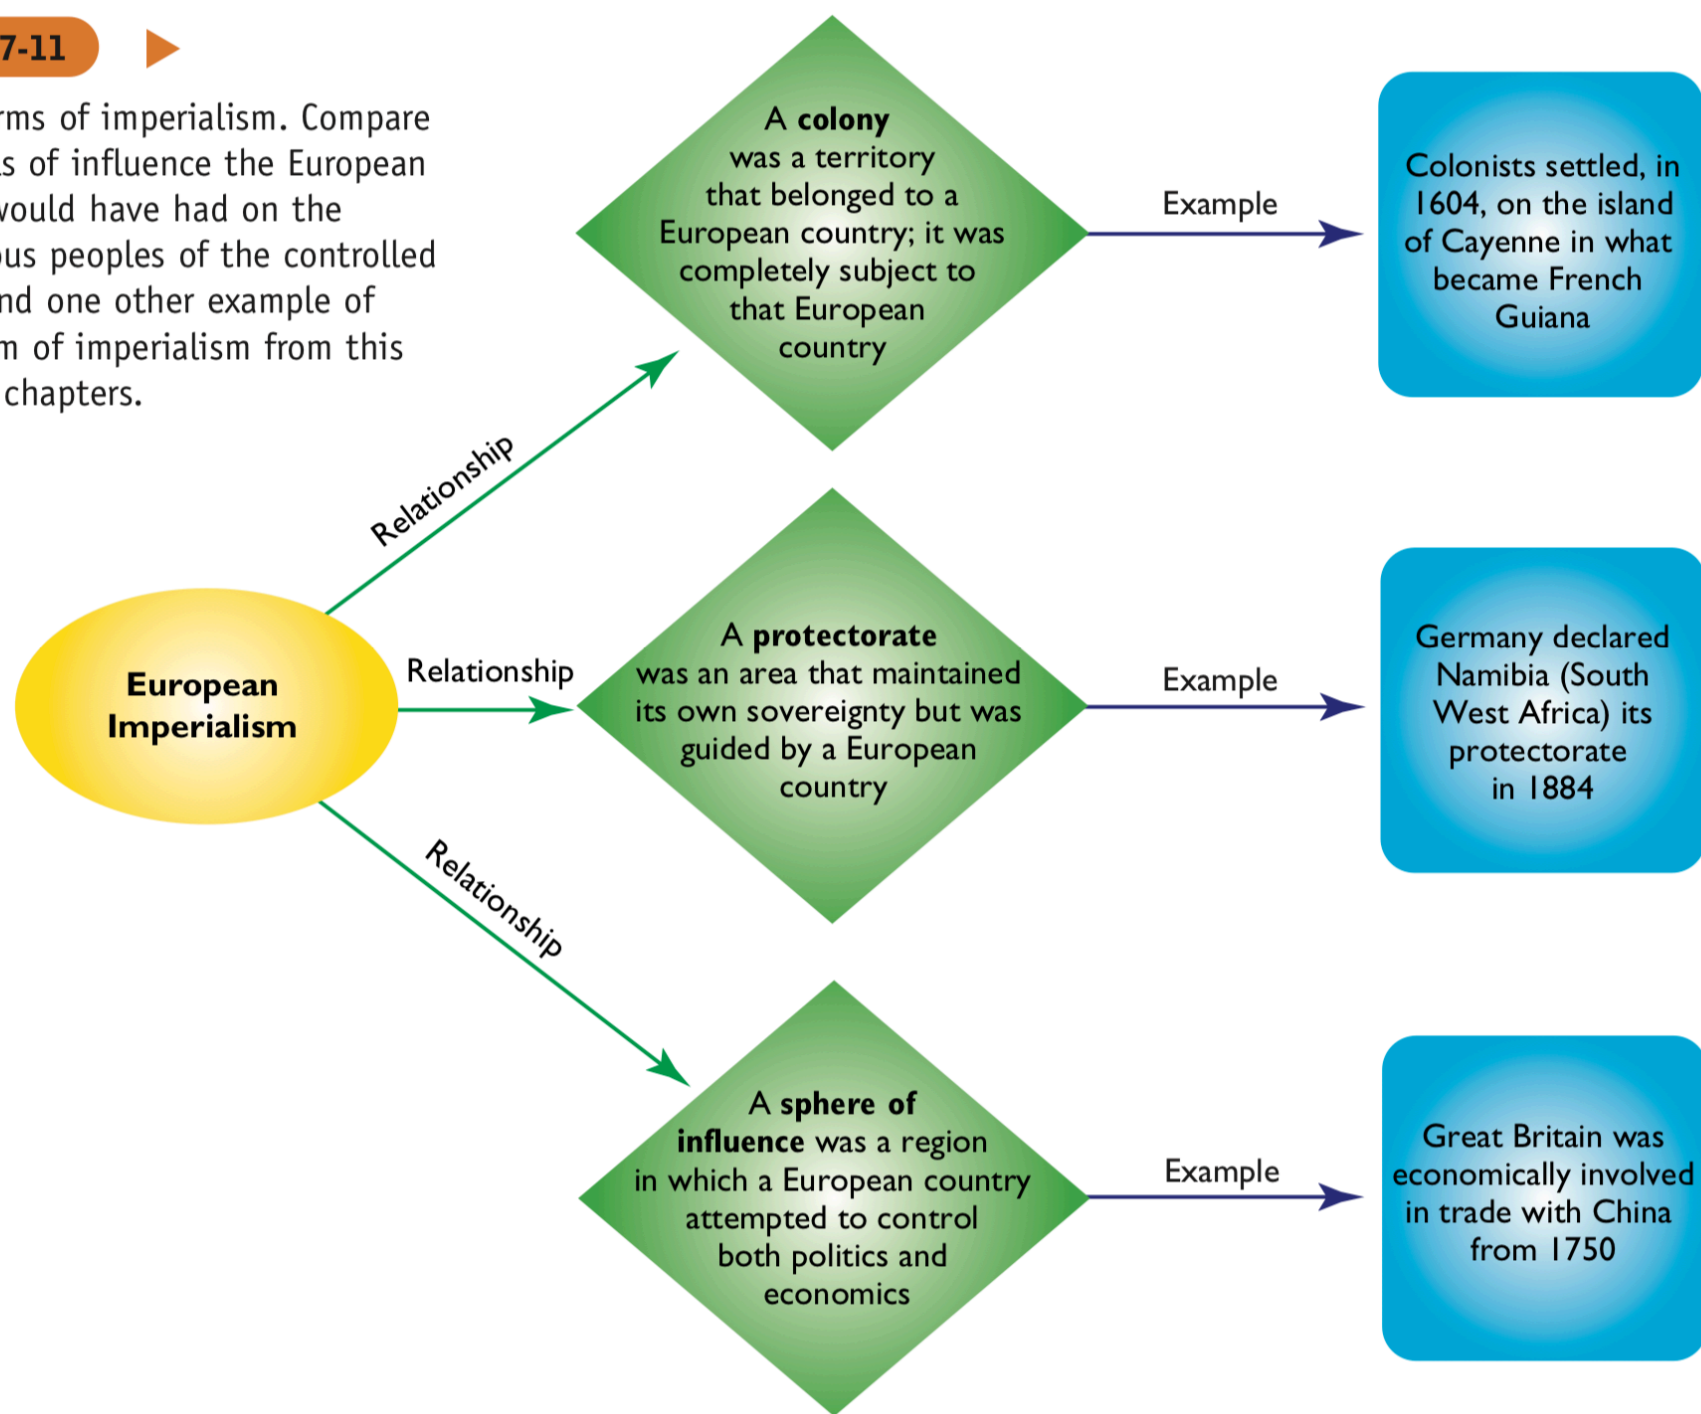 7-11
rms of imperialism. Compare
s of influence the European
would have had on the
ous peoples of the controlled
nd one other example of
m of imperialism from this
chapters.
European
Imperialism
Relationship
Relationship
Relationship
A colony
was a territory
that belonged to a
European country; it was
completely subject to
that European
country
Example
Colonists settled, in
1604, on the island
of Cayenne in what
became French
Guiana
A protectorate
was an area that maintained
its own sovereignty but was
guided by a European
country
Example
Germany declared
Namibia (South
West Africa) its
protectorate
in 1884
A sphere of
influence was a region
in which a European country
attempted to control
both politics and
economics
Example
Great Britain was
economically involved
in trade with China
from 1750